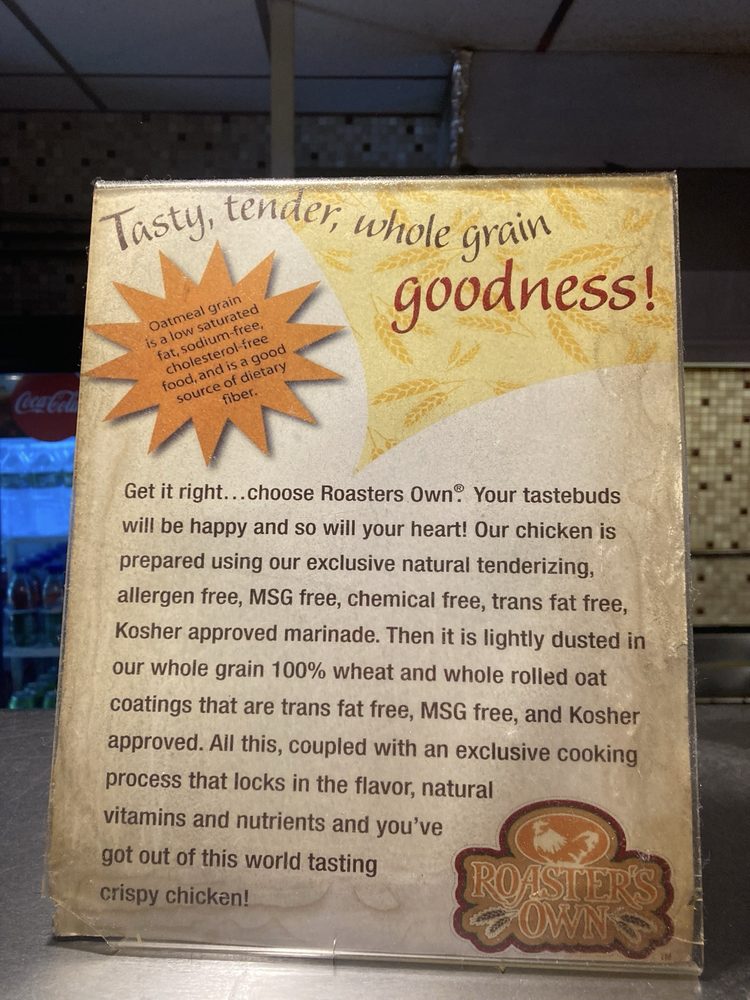 Tasty, tender, whole grain
goodness!
Oatmeal grain
is a low saturated
fat, sodium-free,
cholesterol-free
food, and is a good
source of dietary
fiber.
Coca-Cola
Get it right...choose Roasters Own®. Your tastebuds
will be happy and so will your heart! Our chicken is
prepared using our exclusive natural tenderizing,
allergen free, MSG free, chemical free, trans fat free,
Kosher approved marinade. Then it is lightly dusted in
our whole grain 100% wheat and whole rolled oat
coatings that are trans fat free, MSG free, and Kosher
approved. All this, coupled with an exclusive cooking
process that locks in the flavor, natural
vitamins and nutrients and you've
got out of this world tasting
crispy chicken!
ROASTER'S
OWN
TM